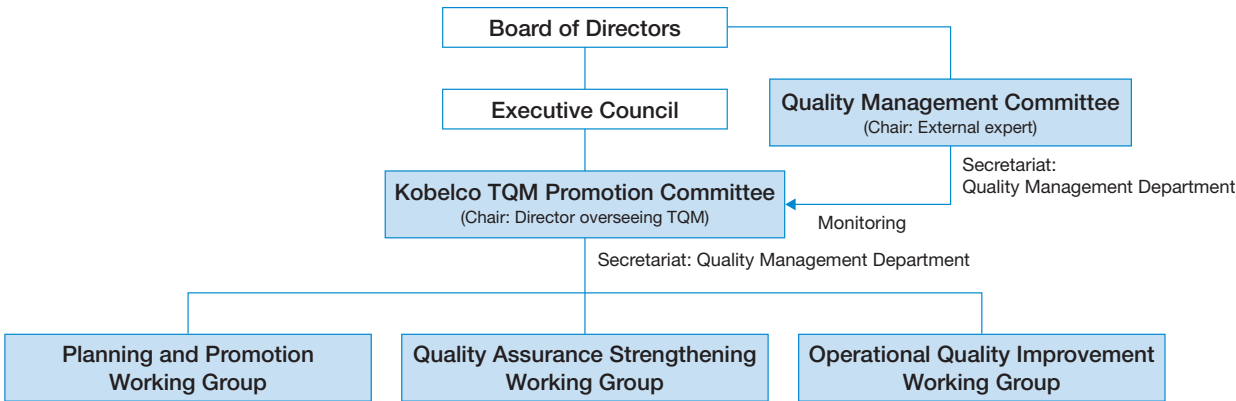 Board of Directors
Executive Council
Quality Management Committee
(Chair: External expert)
Secretariat:
Quality Management Department
Kobelco TQM Promotion Committee
(Chair: Director overseeing TQM)
Monitoring
Secretariat: Quality Management Department
Planning and Promotion
Working Group
Quality Assurance Strengthening
Working Group
Operational Quality Improvement
Working Group